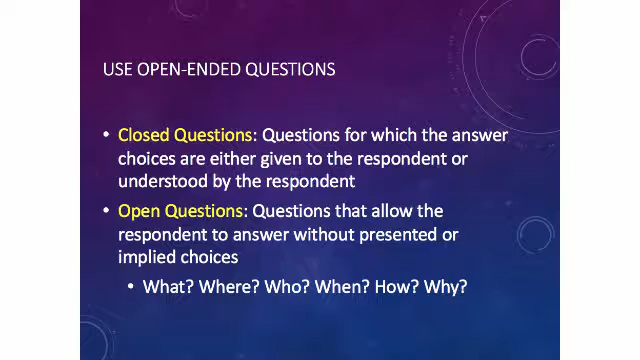 USE OPEN-ENDED QUESTIONS
• Closed Questions: Questions for which the answer
choices are either given to the respondent or
understood by the respondent
• Open Questions: Questions that allow the
respondent to answer without presented or
implied choices
• What? Where? Who? When? How? Why?